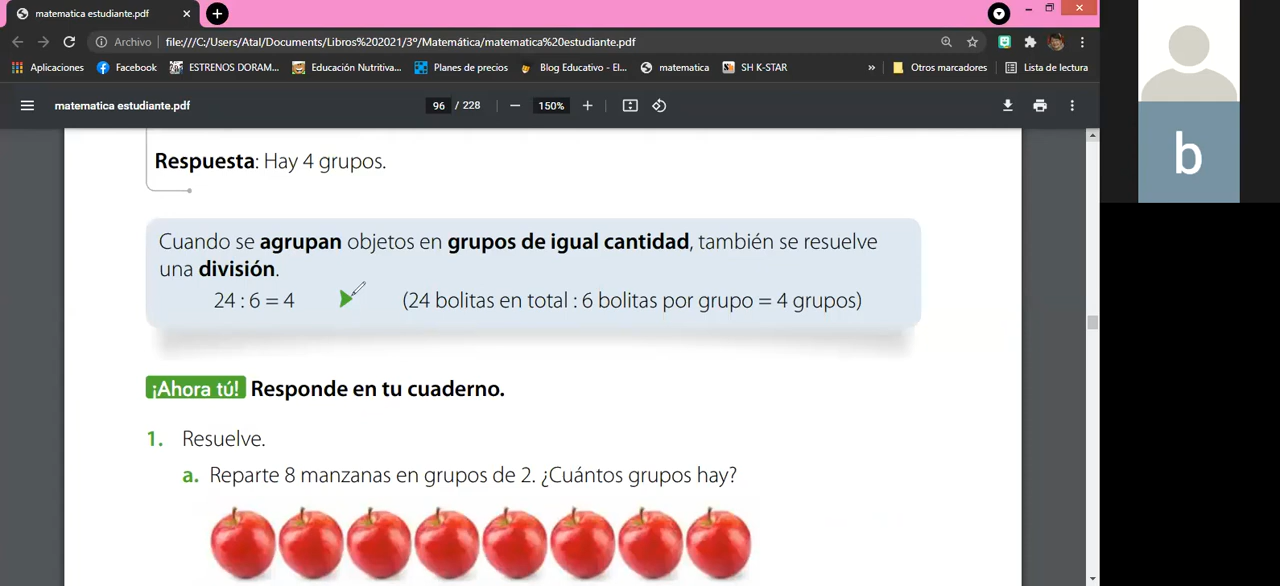 matematica estudiante.pdf
Archivo
file:///C:/Users/Atal/Documents/Libros%202021/3º/Matemática/matematica%20estudiante.pdf
Aplicaciones
Facebook
ESTRENOS DORAM...
Educación Nutritiva...
Planes de precios
Blog Educativo - El...
matematica
SH K-STAR
»
Otros marcadores
Lista de lectura
matematica estudiante.pdf
96 / 228
150%
b
Respuesta: Hay 4 grupos.
Cuando se agrupan objetos en grupos de igual cantidad, también se resuelve
una división.
24 : 6 = 4 (24 bolitas en total : 6 bolitas por grupo = 4 grupos)
¡Ahora tú! Responde en tu cuaderno.
1. Resuelve.
a. Reparte 8 manzanas en grupos de 2. ¿Cuántos grupos hay?